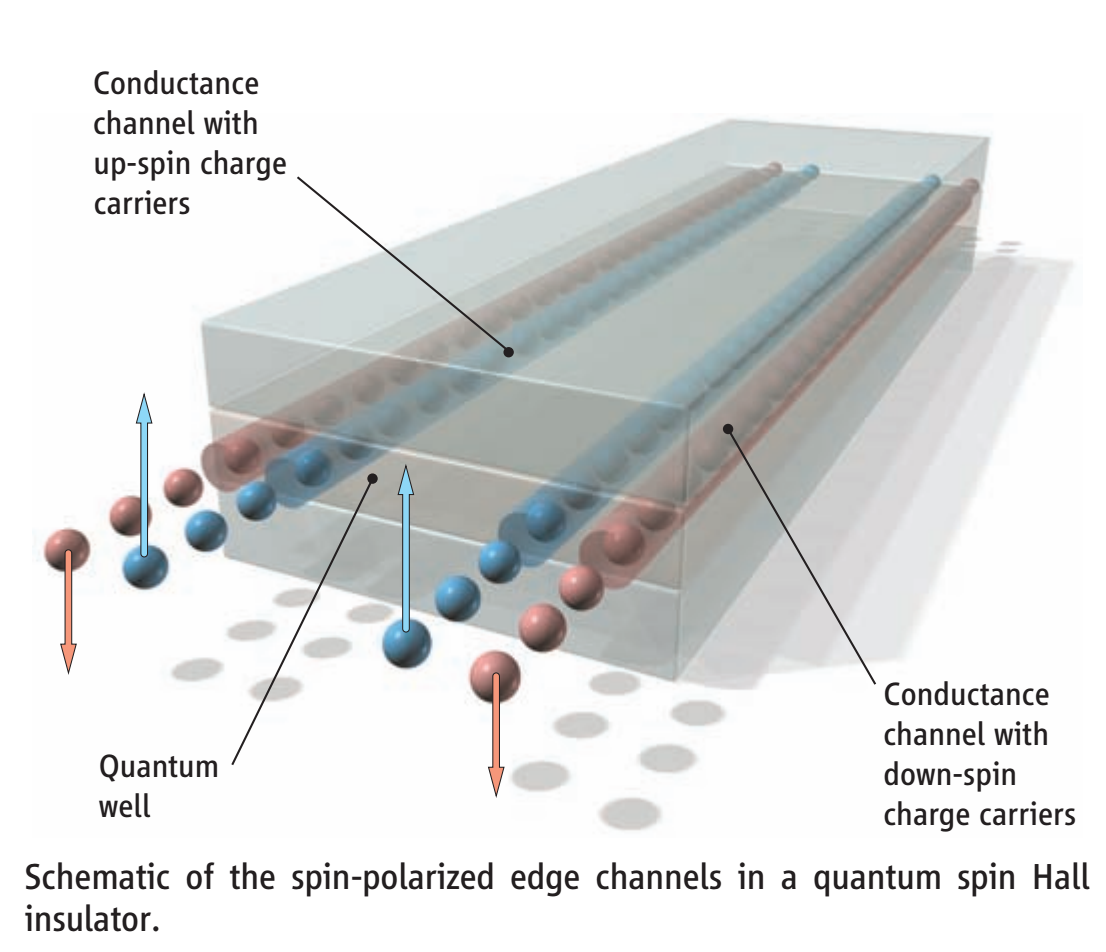 Conductance
channel with
up-spin charge
carriers
Quantum
well
Conductance
channel with
down-spin
charge carriers
Schematic of the spin-polarized edge channels in a quantum spin Hall
insulator.